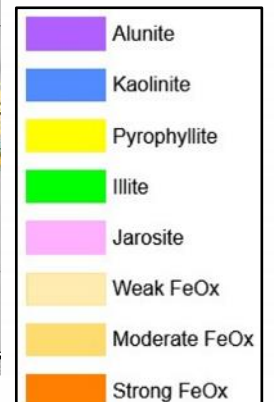 Alunite
Kaolinite
Pyrophyllite
Illite
Jarosite
Weak FeOx
Moderate FeOx
Strong FeOx